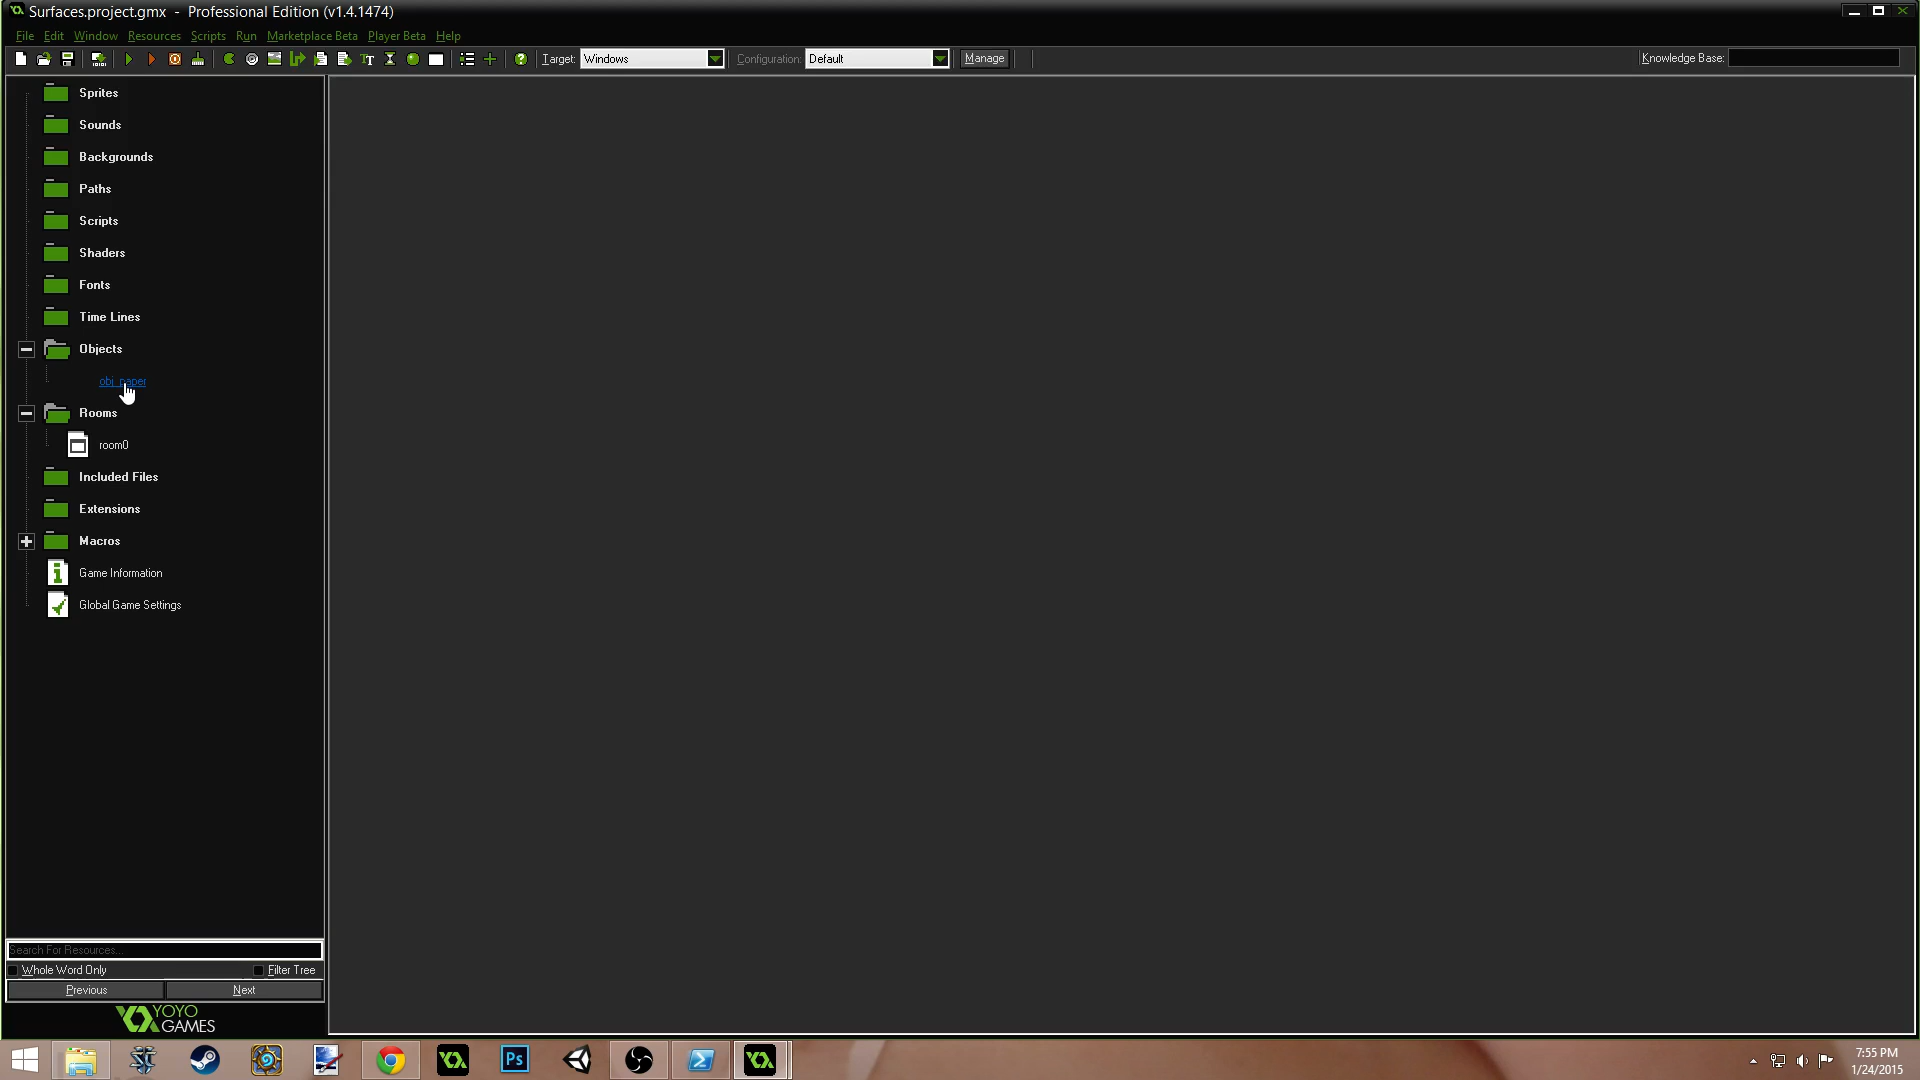 Surfaces.project.gmx - Professional Edition (v1.4.1474)
File Edit Window Resources Scripts Run Marketplace Beta Player Beta Help
Target: Windows Configuration: Default Manage Knowledge Base:
Sprites
Sounds
Backgrounds
Paths
Scripts
Shaders
Fonts
Time Lines
Objects
obj_paper
Rooms
room0
Included Files
Extensions
Macros
Game Information
Global Game Settings
Search For Resources...
Whole Word Only Filter Tree
Previous Next
YOYO
GAMES
Ps
7:55 PM
1/24/2015